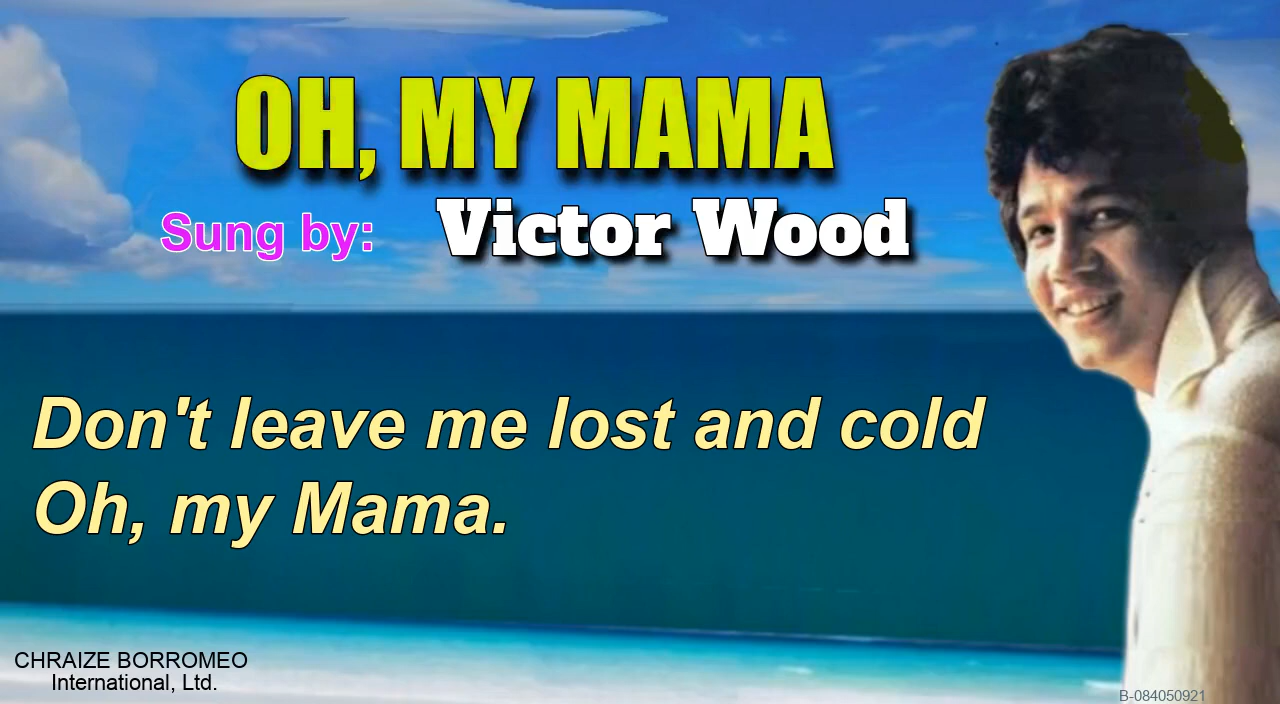 OH, MY MAMA
Sung by: Victor Wood
Don't leave me lost and cold
Oh, my Mama.
CHRAIZE BORROMEO
International, Ltd.
B-084050921